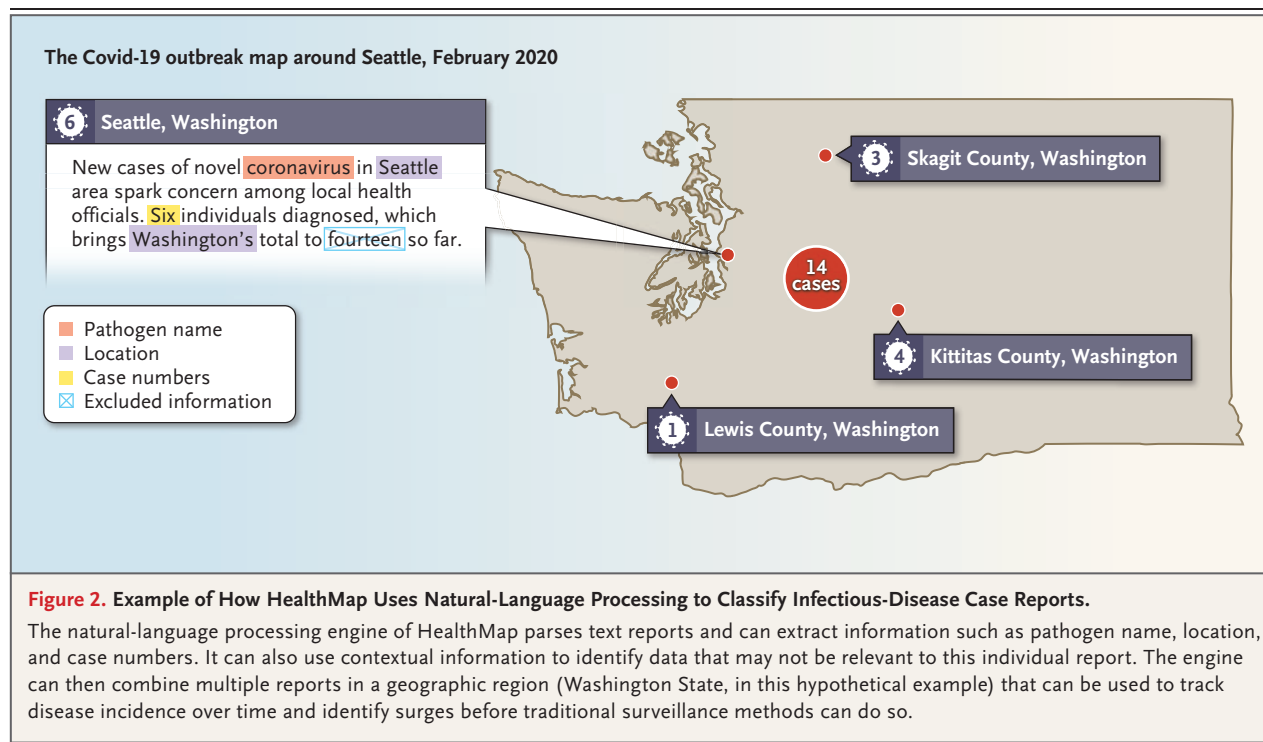 The Covid-19 outbreak map around Seattle, February 2020
6 Seattle, Washington
New cases of novel coronavirus in Seattle
area spark concern among local health
officials. Six individuals diagnosed, which
brings Washington's total to fourteen so far.
Pathogen name
Location
Case numbers
Excluded information
3 Skagit County, Washington
14
cases
4 Kittitas County, Washington
1 Lewis County, Washington
Figure 2. Example of How HealthMap Uses Natural-Language Processing to Classify Infectious-Disease Case Reports.
The natural-language processing engine of HealthMap parses text reports and can extract information such as pathogen name, location,
and case numbers. It can also use contextual information to identify data that may not be relevant to this individual report. The engine
can then combine multiple reports in a geographic region (Washington State, in this hypothetical example) that can be used to track
disease incidence over time and identify surges before traditional surveillance methods can do so.